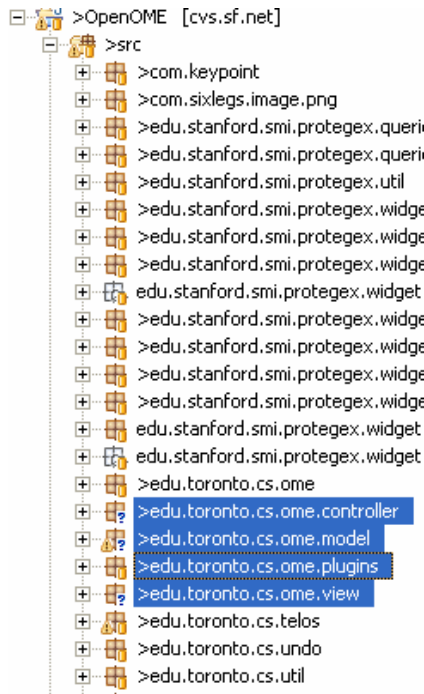 >OpenOME [cvs.sf.net]
>src
>com.keypoint
>com.sixlegs.image.png
>edu.stanford.smi.protegex.querie
>edu.stanford.smi.protegex.querie
>edu.stanford.smi.protegex.util
>edu.stanford.smi.protegex.widge
>edu.stanford.smi.protegex.widge
>edu.stanford.smi.protegex.widge
edu.stanford.smi.protegex.widget
>edu.stanford.smi.protegex.widge
>edu.stanford.smi.protegex.widge
>edu.stanford.smi.protegex.widge
>edu.stanford.smi.protegex.widge
edu.stanford.smi.protegex.widget
edu.stanford.smi.protegex.widget
>edu.toronto.cs.ome
>edu.toronto.cs.ome.controller
>edu.toronto.cs.ome.model
>edu.toronto.cs.ome.plugins
>edu.toronto.cs.ome.view
>edu.toronto.cs.telos
>edu.toronto.cs.undo
>edu.toronto.cs.util